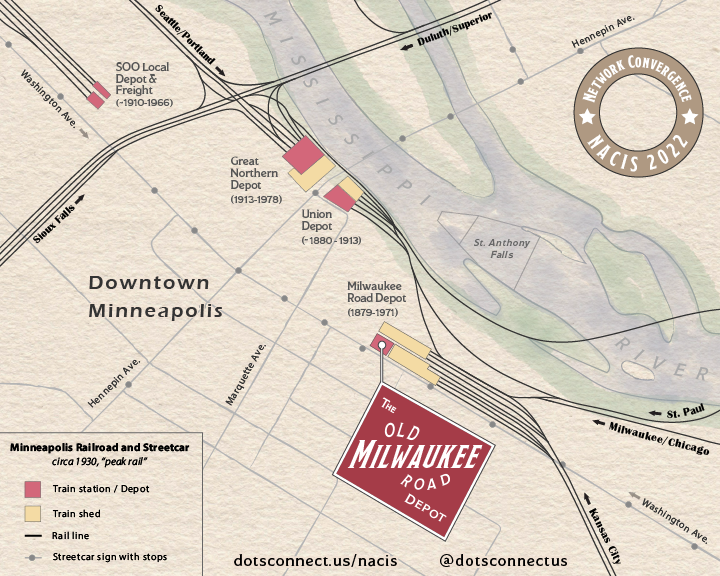 Seattle/Portland
Duluth/Superior
Hennepin Ave.
MISSISSIPPI
SOO Local
Depot &
Freight
(~1910-1966)
Washington Ave.
NETWORK CONVERGENCE
NACIS 2022
Great
Northern
Depot
(1913-1978)
Sioux Falls
Union
Depot
(~1880-1913)
St. Anthony
Falls
Downtown
Minneapolis
Milwaukee
Road Depot
(1879-1971)
RIVER
Hennepin Ave.
Marquette Ave.
St. Paul
Milwaukee/Chicago
THE
OLD
MILWAUKEE
ROAD
DEPOT
Minneapolis Railroad and Streetcar
circa 1930, "peak rail"
Train station / Depot
Train shed
Rail line
Streetcar sign with stops
Kansas City
Washington Ave.
dotsconnect.us/nacis
@dotsconnectus